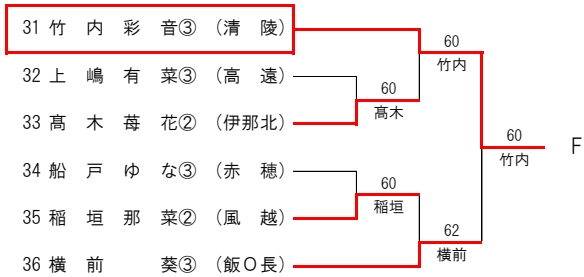 31 竹 内 彩 音③ (清 陵)
60
竹内
32 上 嶋 有 菜③ (高 遠)
60
髙木
33 髙 木 苺 花② (伊那北)
60
竹内
F
34 船 戸 ゆ な③ (赤 穂)
60
稲垣
35 稲 垣 那 菜② (風 越)
62
横前
36 横 前 葵③ (飯O長)